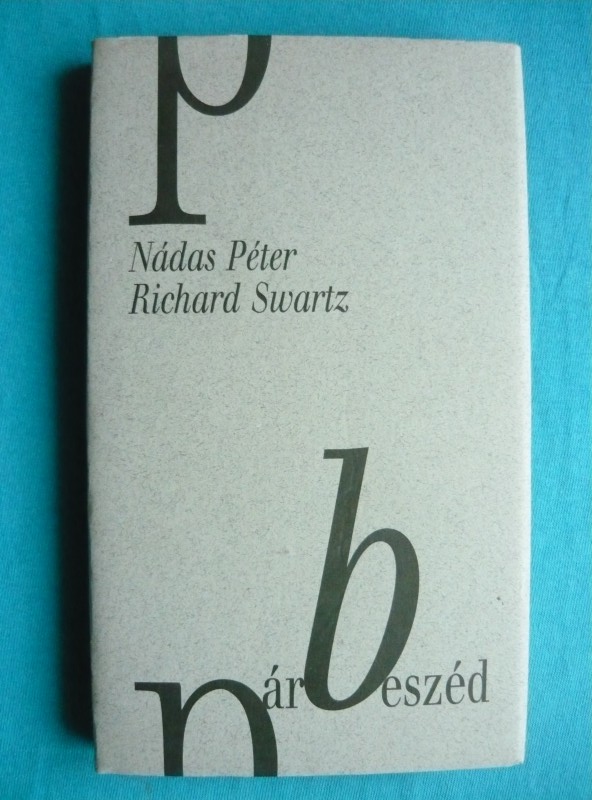 p
Nádas Péter
Richard Swartz
párbeszéd